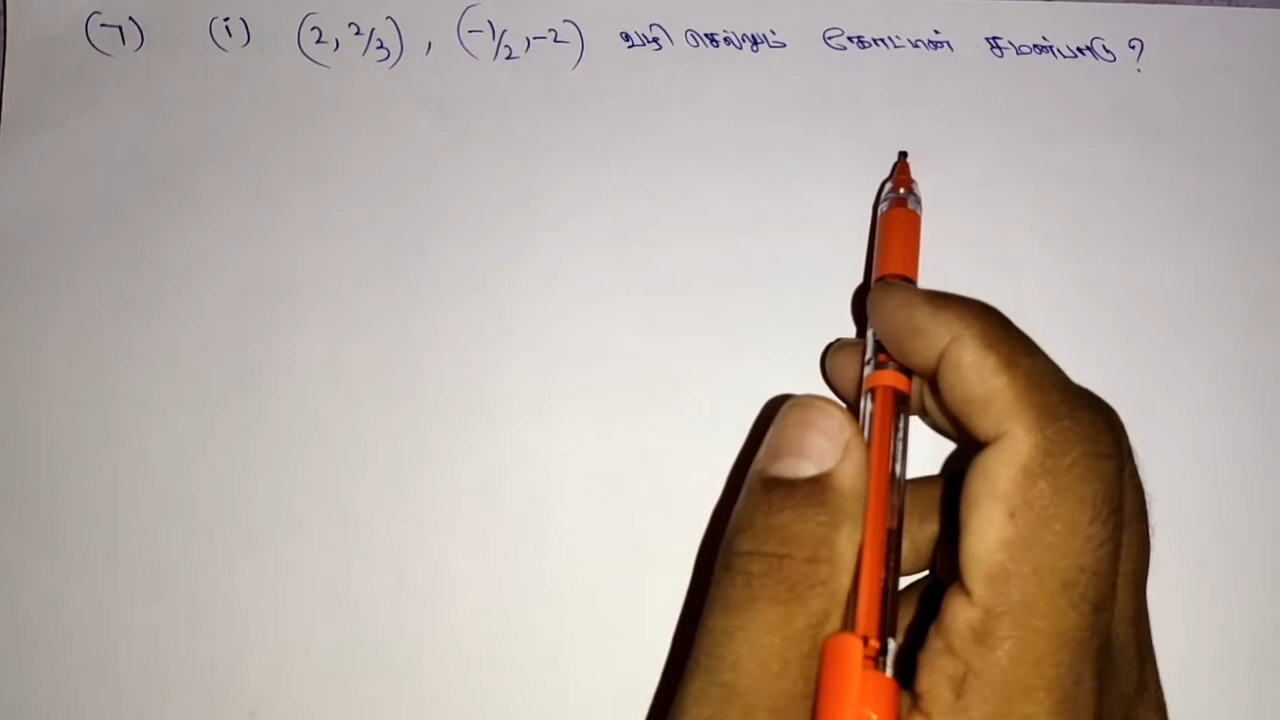 (7) (i) (2, 2/3), (-1/2, -2) வழி செல்லும் கோட்டின் சமன்பாடு?